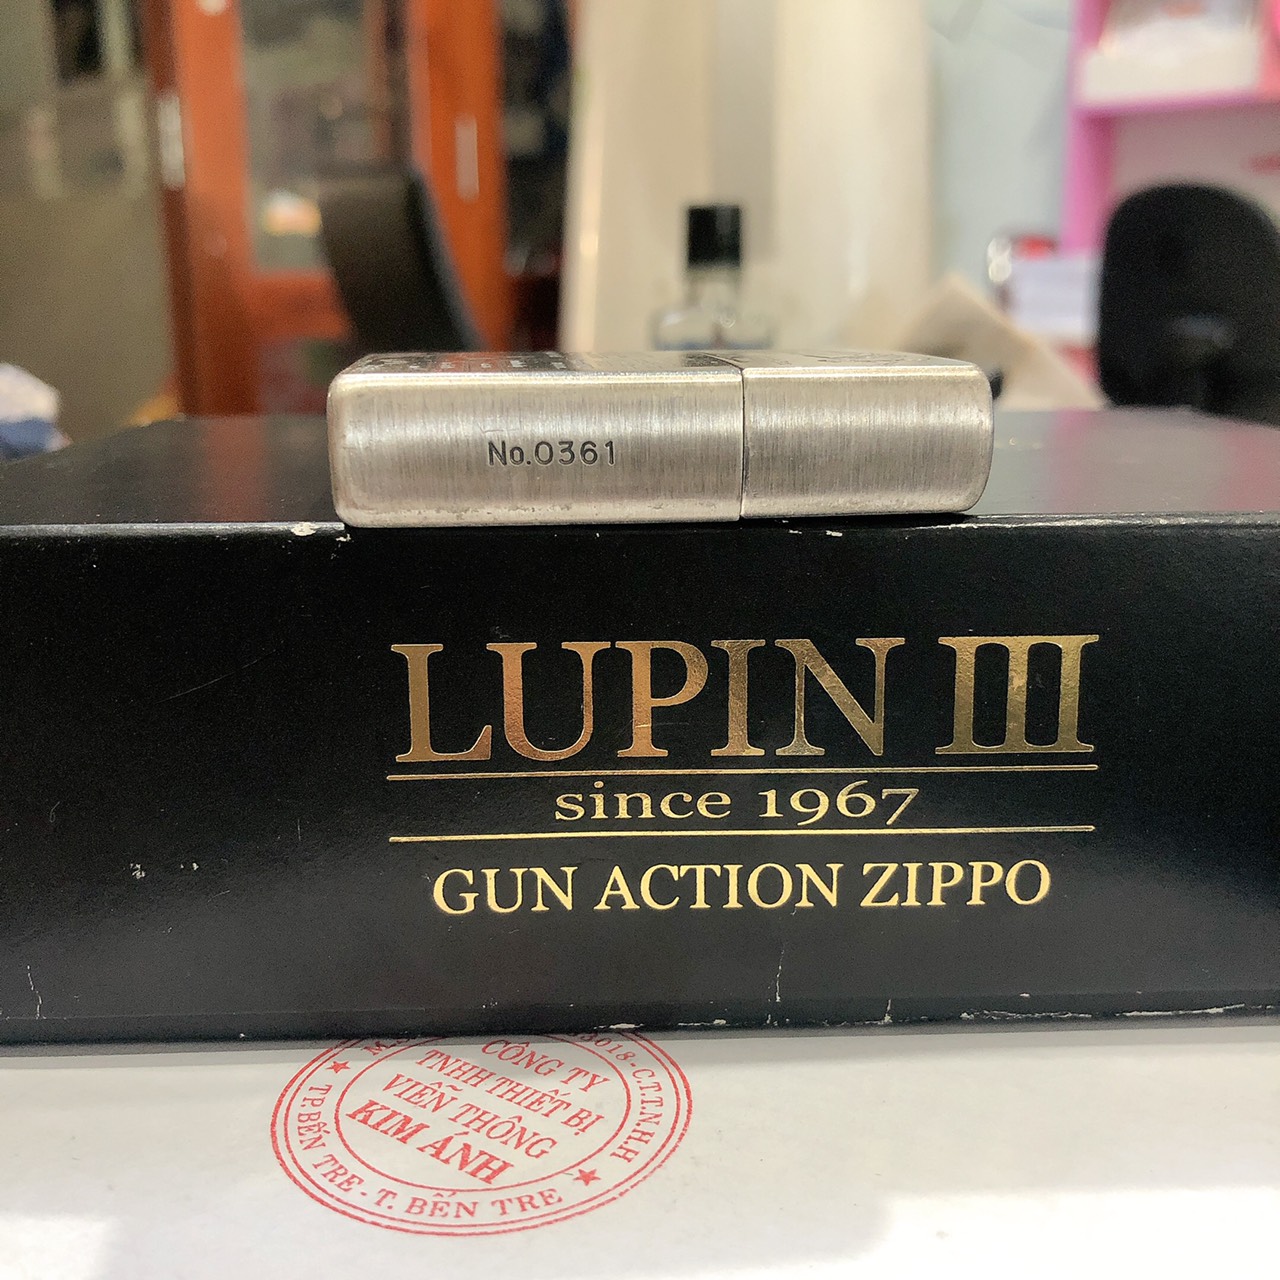 No.0361
LUPIN III
since 1967
GUN ACTION ZIPPO
8018-C.T.T.N.H.H
CÔNG TY
TNHH THIẾT BỊ
VIỄN THÔNG
KIM ÁNH
TP.BẾN TRE - T. BẾN TRE